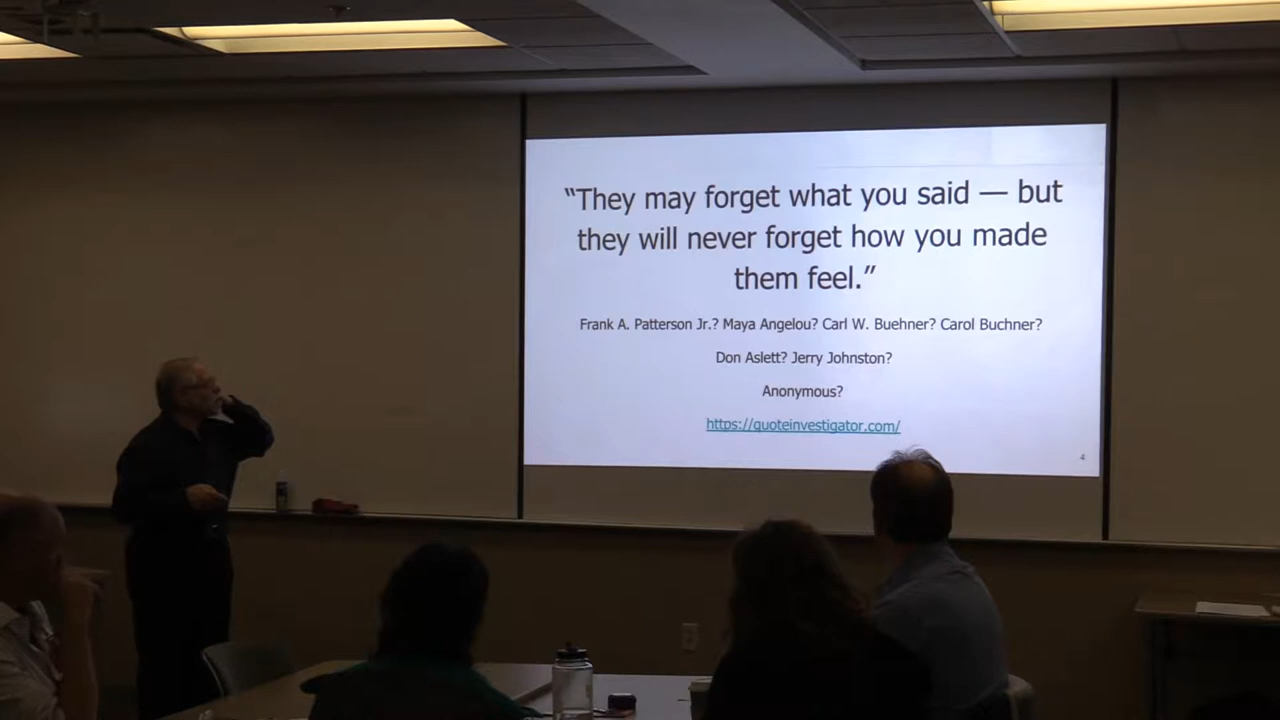 “They may forget what you said — but
they will never forget how you made
them feel.”
Frank A. Patterson Jr.? Maya Angelou? Carl W. Buehner? Carol Buchner?
Don Aslett? Jerry Johnston?
Anonymous?
https://quoteinvestigator.com/
4